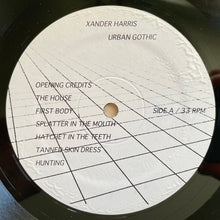 XANDER HARRIS
URBAN GOTHIC
OPENING CREDITS
THE HOUSE
FIRST BODY
SPLATTER IN THE MOUTH
HATCHET IN THE TEETH
TANNED SKIN DRESS
HUNTING
SIDE A / 33 RPM